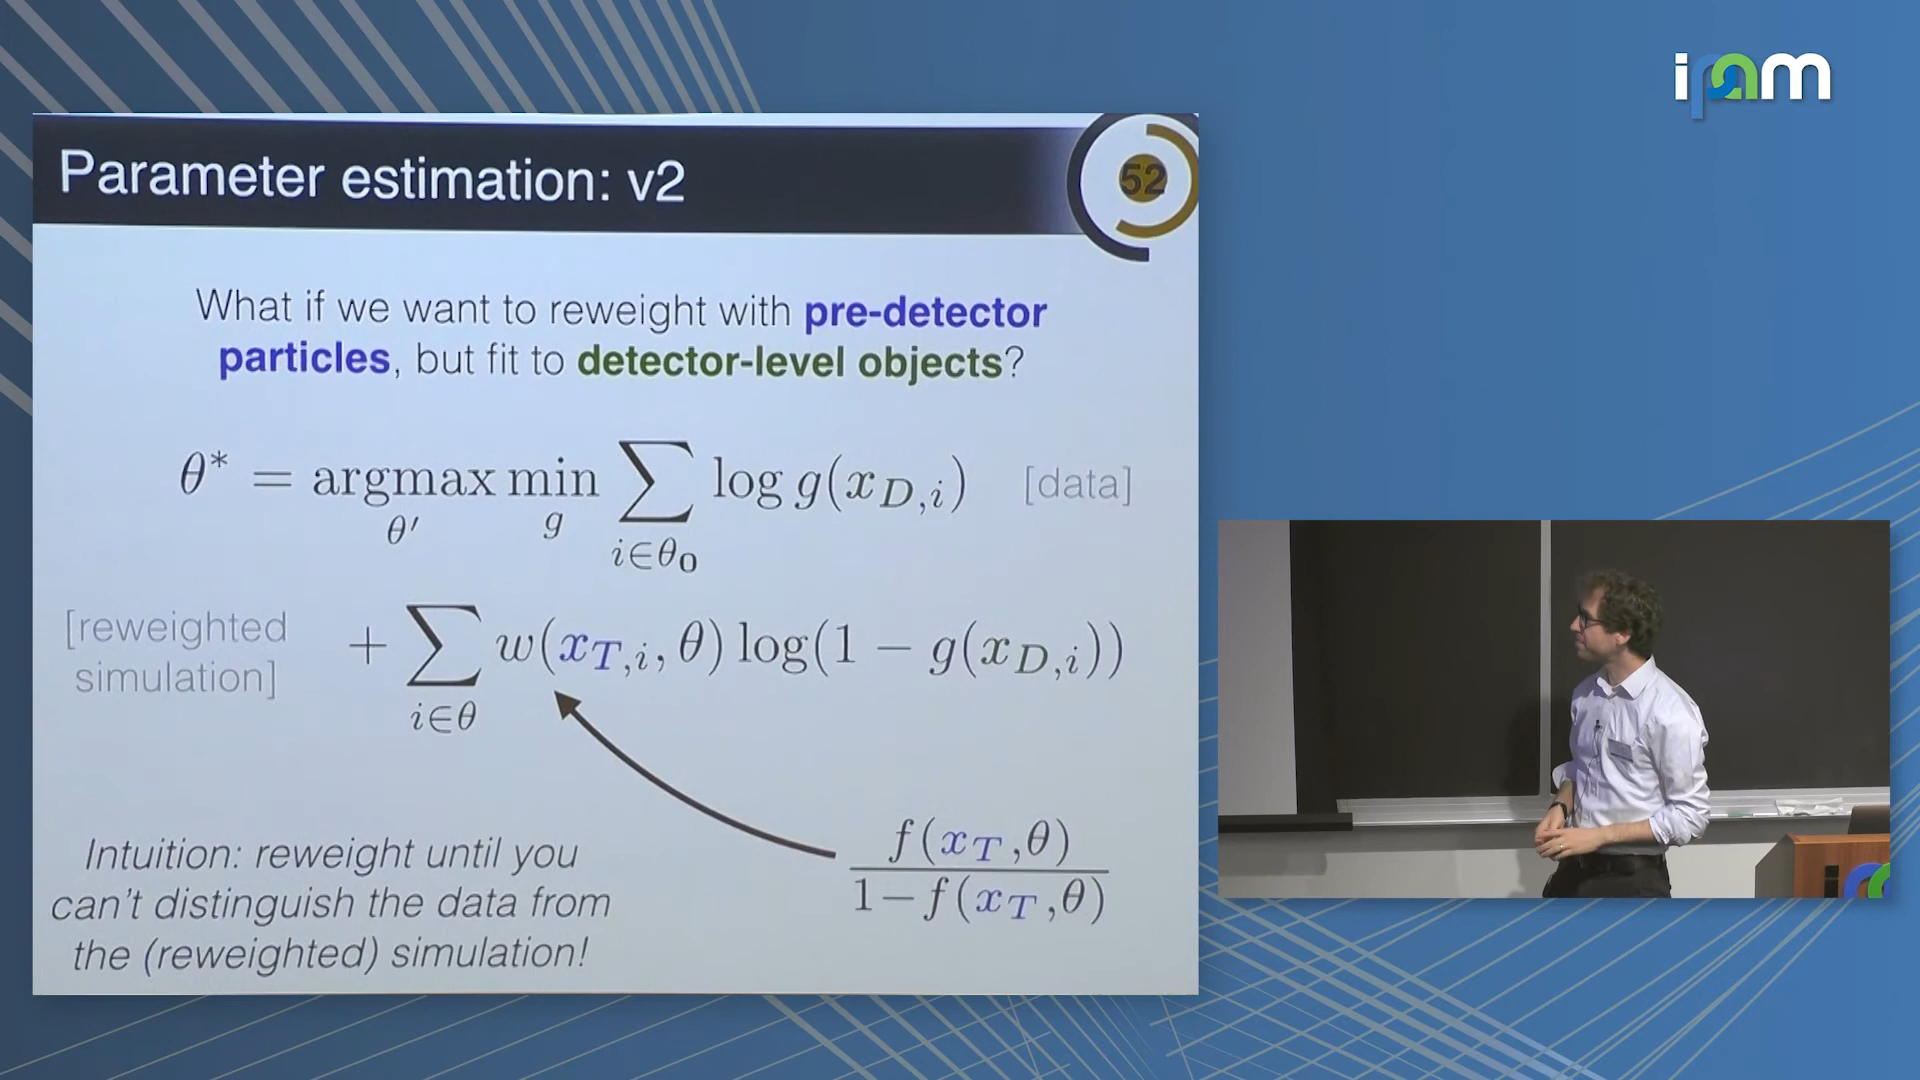 ipam
Parameter estimation: v2
52
What if we want to reweight with pre-detector
particles, but fit to detector-level objects?
θ* = argmax_{θ′} min_g ∑_{i∈θ₀} log g(x_{D,i}) [data]
[reweighted
simulation]
+ ∑_{i∈θ} w(x_{T,i}, θ) log(1 − g(x_{D,i}))
Intuition: reweight until you
can't distinguish the data from
the (reweighted) simulation!
f(x_T,θ)
1−f(x_T,θ)